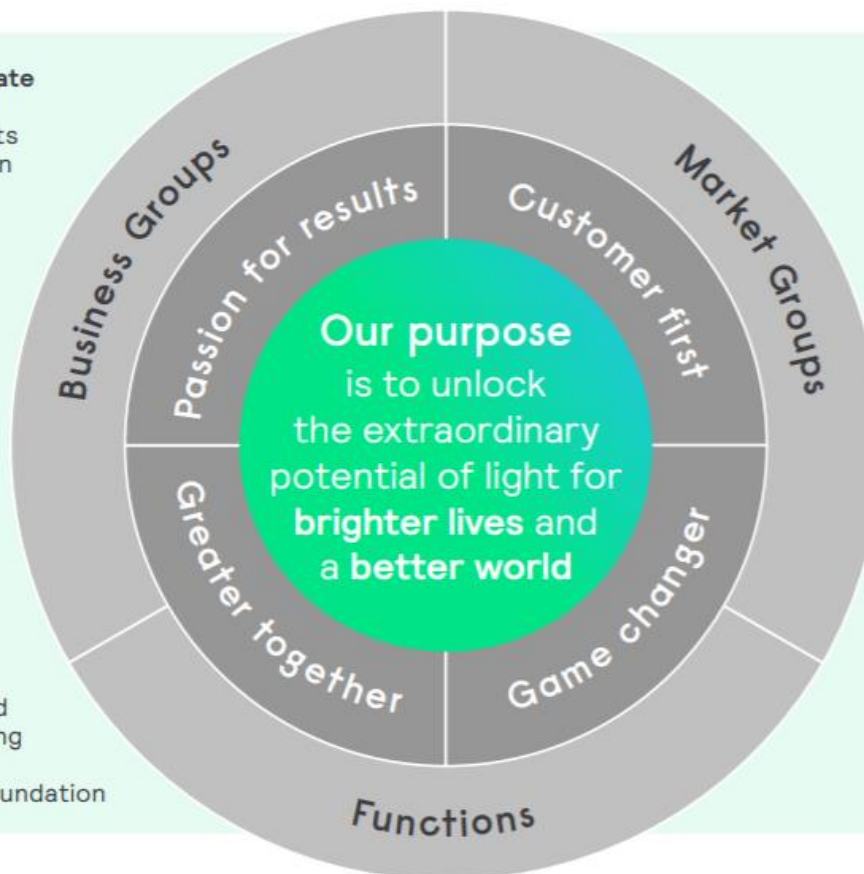 Business Groups
Market Groups
Passion for results
Customer first
Our purpose
is to unlock
the extraordinary
potential of light for
brighter lives and
a better world
Greater together
Game changer
Functions